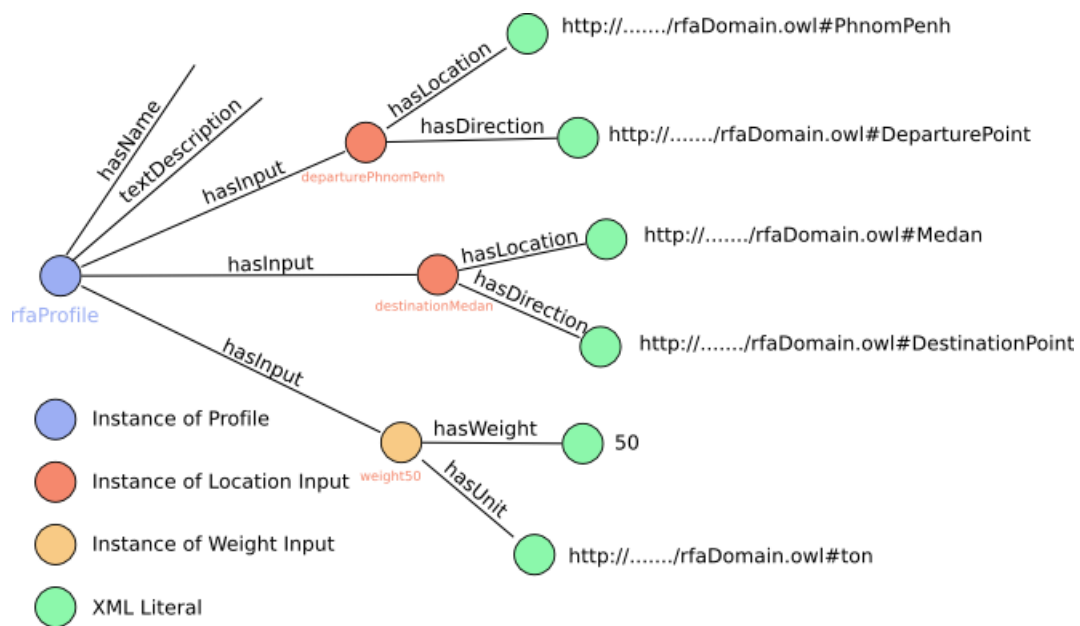 hasName
textDescription
hasInput
hasLocation
http://......./rfaDomain.owl#PhnomPenh
hasDirection
http://......./rfaDomain.owl#DeparturePoint
departurePhnomPenh
hasInput
hasLocation
http://......./rfaDomain.owl#Medan
destinationMedan
hasDirection
http://......./rfaDomain.owl#DestinationPoint
rfaProfile
hasInput
hasWeight
50
weight50
hasUnit
http://......./rfaDomain.owl#ton
Instance of Profile
Instance of Location Input
Instance of Weight Input
XML Literal